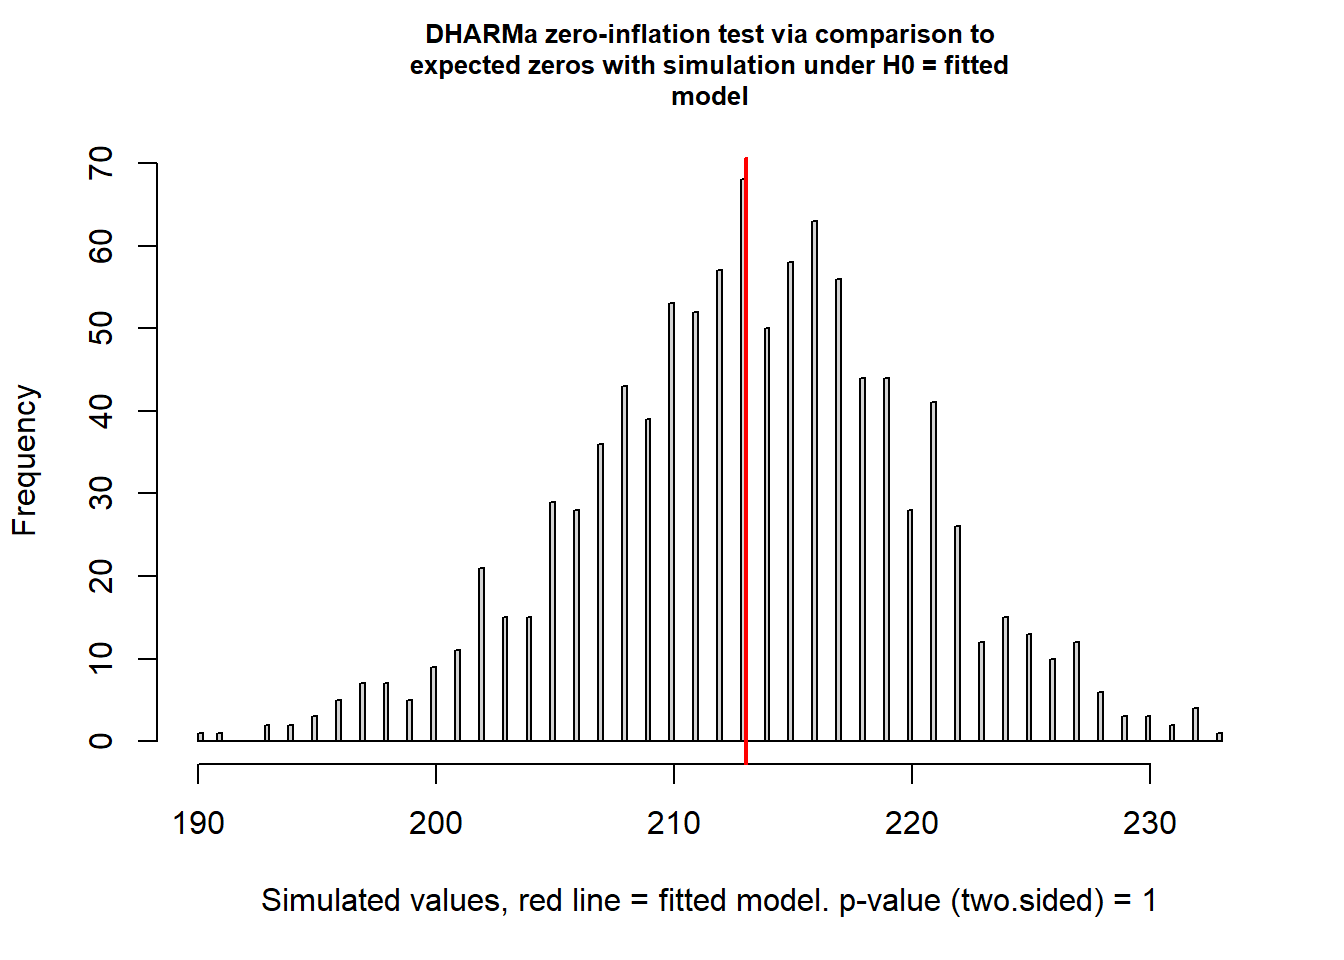 DHARMa zero-inflation test via comparison to
expected zeros with simulation under H0 = fitted
model
70
60
50
40
30
20
10
0
Frequency
190 200 210 220 230
Simulated values, red line = fitted model. p-value (two.sided) = 1